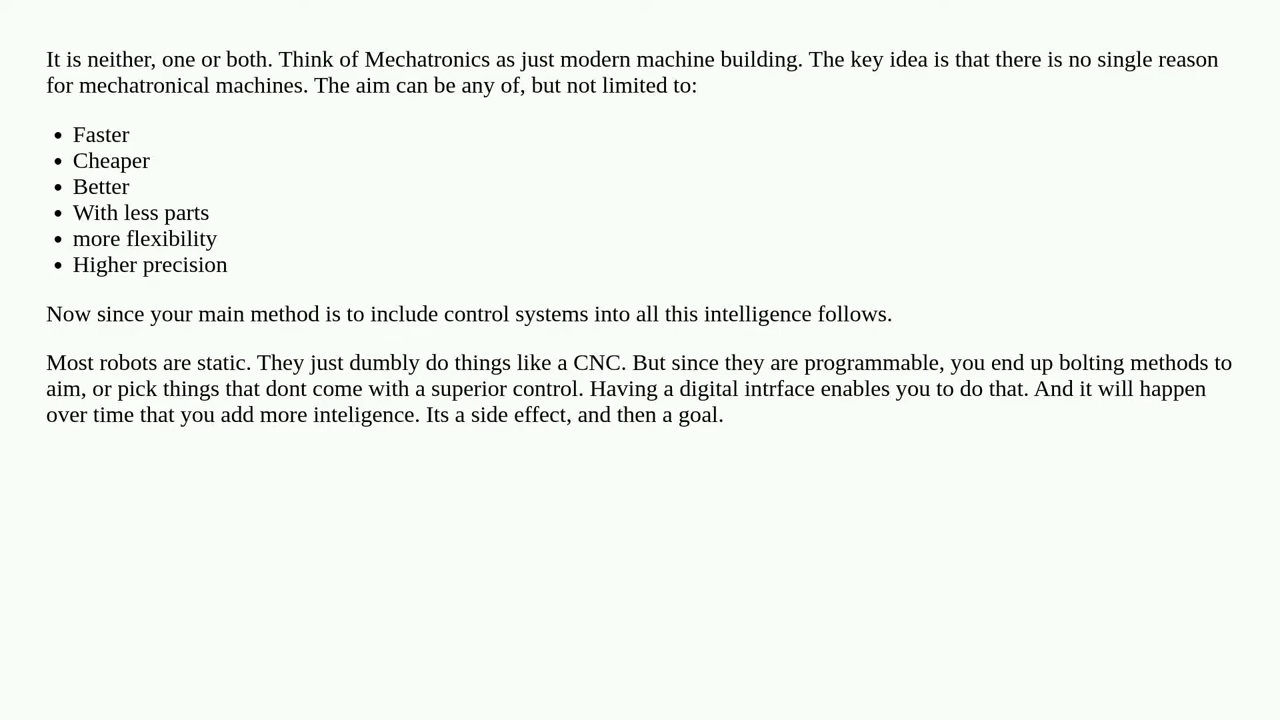 It is neither, one or both. Think of Mechatronics as just modern machine building. The key idea is that there is no single reason
for mechatronical machines. The aim can be any of, but not limited to:
• Faster
• Cheaper
• Better
• With less parts
• more flexibility
• Higher precision
Now since your main method is to include control systems into all this intelligence follows.
Most robots are static. They just dumbly do things like a CNC. But since they are programmable, you end up bolting methods to
aim, or pick things that dont come with a superior control. Having a digital intrface enables you to do that. And it will happen
over time that you add more inteligence. Its a side effect, and then a goal.